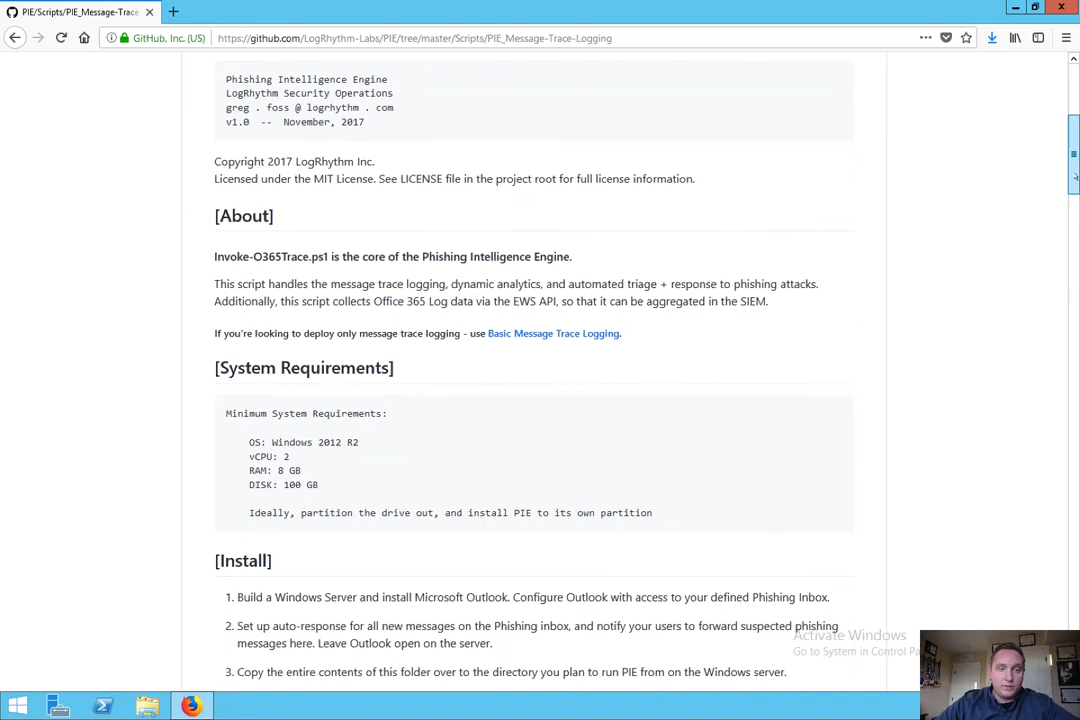 PIE/Scripts/PIE_Message-Trace-
GitHub, Inc. (US)
https://github.com/LogRhythm-Labs/PIE/tree/master/Scripts/PIE_Message-Trace-Logging
Phishing Intelligence Engine
LogRhythm Security Operations
greg . foss @ logrhythm . com
v1.0 -- November, 2017
Copyright 2017 LogRhythm Inc.
Licensed under the MIT License. See LICENSE file in the project root for full license information.
[About]
Invoke-O365Trace.ps1 is the core of the Phishing Intelligence Engine.
This script handles the message trace logging, dynamic analytics, and automated triage + response to phishing attacks.
Additionally, this script collects Office 365 Log data via the EWS API, so that it can be aggregated in the SIEM.
If you're looking to deploy only message trace logging - use Basic Message Trace Logging.
[System Requirements]
Minimum System Requirements:
OS: Windows 2012 R2
vCPU: 2
RAM: 8 GB
DISK: 100 GB
Ideally, partition the drive out, and install PIE to its own partition
[Install]
1. Build a Windows Server and install Microsoft Outlook. Configure Outlook with access to your defined Phishing Inbox.
2. Set up auto-response for all new messages on the Phishing inbox, and notify your users to forward suspected phishing
messages here. Leave Outlook open on the server.
3. Copy the entire contents of this folder over to the directory you plan to run PIE from on the Windows server.
Activate Windows
Go to System in Control Pa